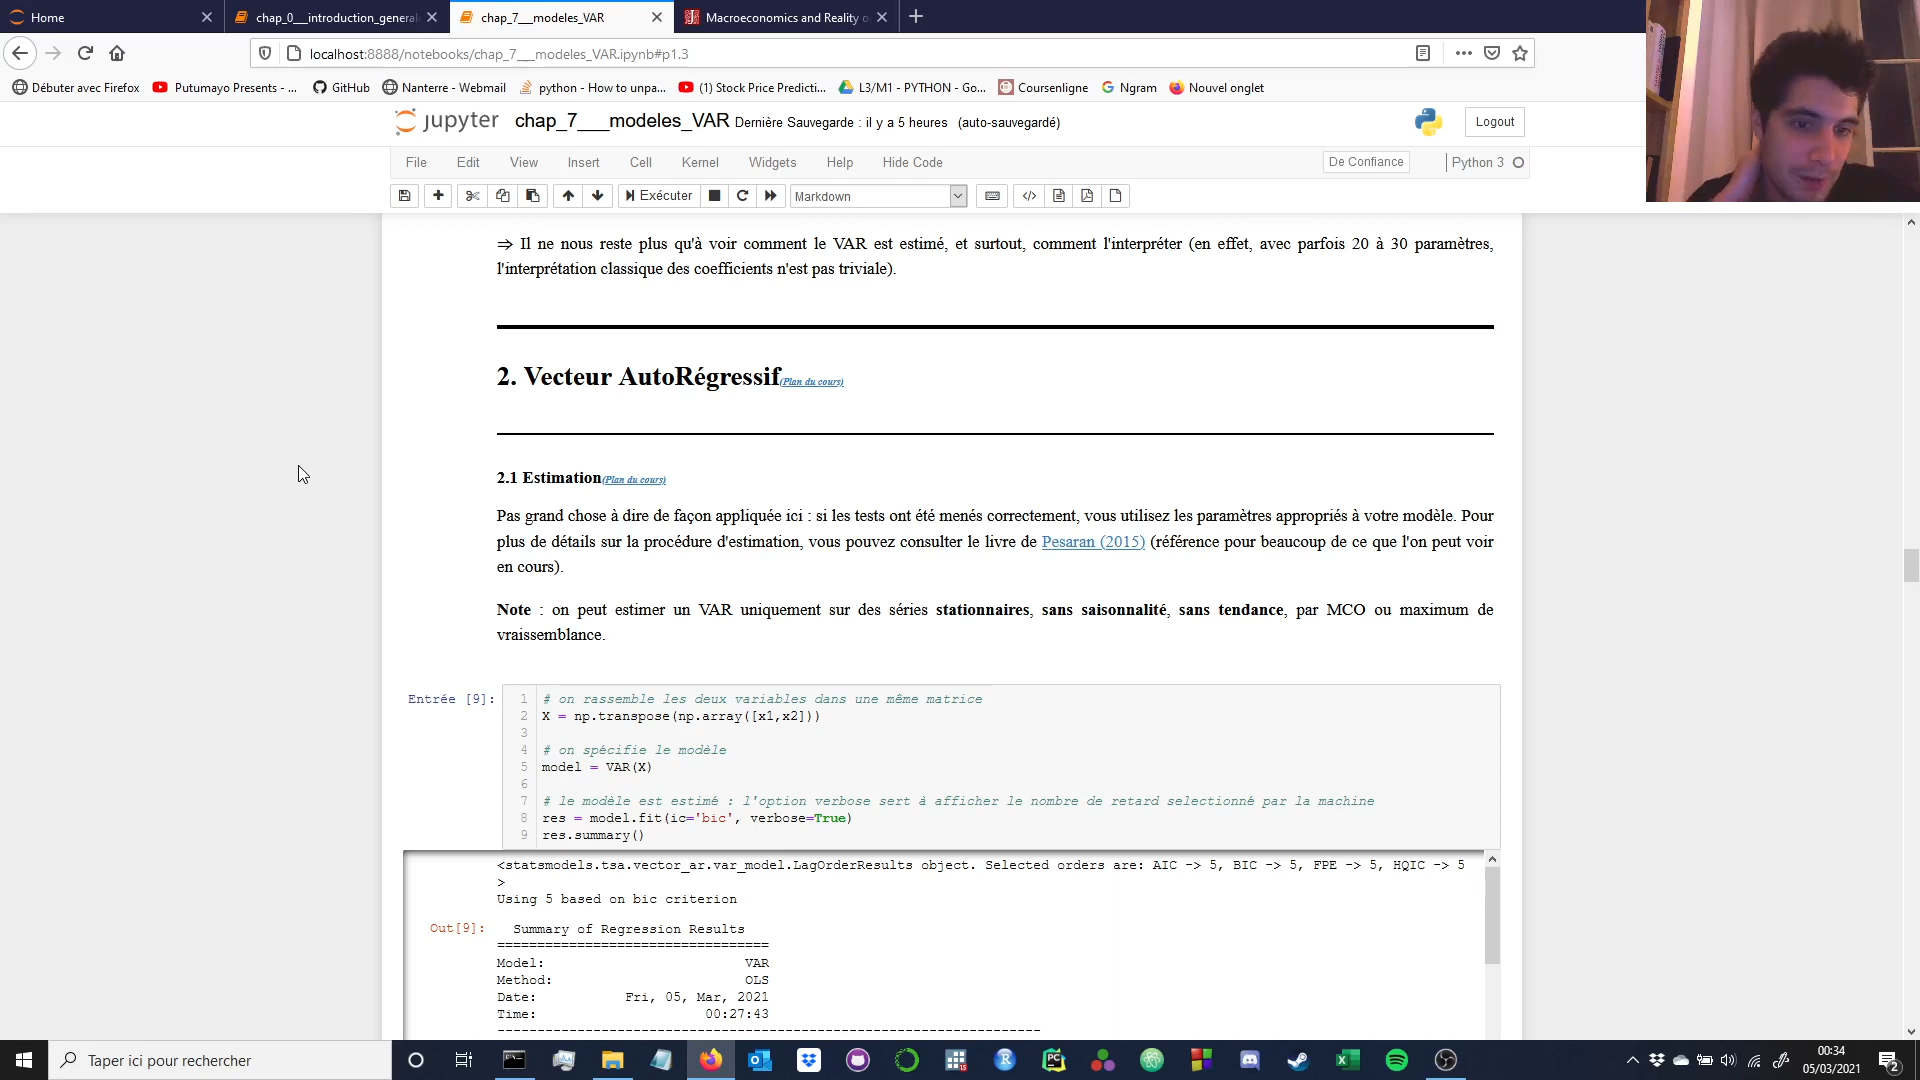 Home
chap_0__introduction_general
chap_7___modeles_VAR
Macroeconomics and Reality o
localhost:8888/notebooks/chap_7___modeles_VAR.ipynb#p1.3
Débuter avec Firefox
Putumayo Presents - ...
GitHub
Nanterre - Webmail
python - How to unpa...
(1) Stock Price Predicti...
L3/M1 - PYTHON - Go...
Coursenligne
Ngram
Nouvel onglet
jupyter chap_7___modeles_VAR Dernière Sauvegarde : il y a 5 heures (auto-sauvegardé)
Logout
File Edit View Insert Cell Kernel Widgets Help Hide Code
De Confiance
Python 3
Exécuter
Markdown
⇒ Il ne nous reste plus qu'à voir comment le VAR est estimé, et surtout, comment l'interpréter (en effet, avec parfois 20 à 30 paramètres,
l'interprétation classique des coefficients n'est pas triviale).
2. Vecteur AutoRégressif(Plan du cours)
2.1 Estimation(Plan du cours)
Pas grand chose à dire de façon appliquée ici : si les tests ont été menés correctement, vous utilisez les paramètres appropriés à votre modèle. Pour
plus de détails sur la procédure d'estimation, vous pouvez consulter le livre de Pesaran (2015) (référence pour beaucoup de ce que l'on peut voir
en cours).
Note : on peut estimer un VAR uniquement sur des séries stationnaires, sans saisonnalité, sans tendance, par MCO ou maximum de
vraissemblance.
Entrée [9]:
1 # on rassemble les deux variables dans une même matrice
2 X = np.transpose(np.array([x1,x2]))
3
4 # on spécifie le modèle
5 model = VAR(X)
6
7 # le modèle est estimé : l'option verbose sert à afficher le nombre de retard selectionné par la machine
8 res = model.fit(ic='bic', verbose=True)
9 res.summary()
<statsmodels.tsa.vector_ar.var_model.LagOrderResults object. Selected orders are: AIC -> 5, BIC -> 5, FPE -> 5, HQIC -> 5
>
Using 5 based on bic criterion
Out[9]:
Summary of Regression Results
==================================
Model: VAR
Method: OLS
Date: Fri, 05, Mar, 2021
Time: 00:27:43
--------------------------------------------------------------------
Taper ici pour rechercher
00:34
05/03/2021
2